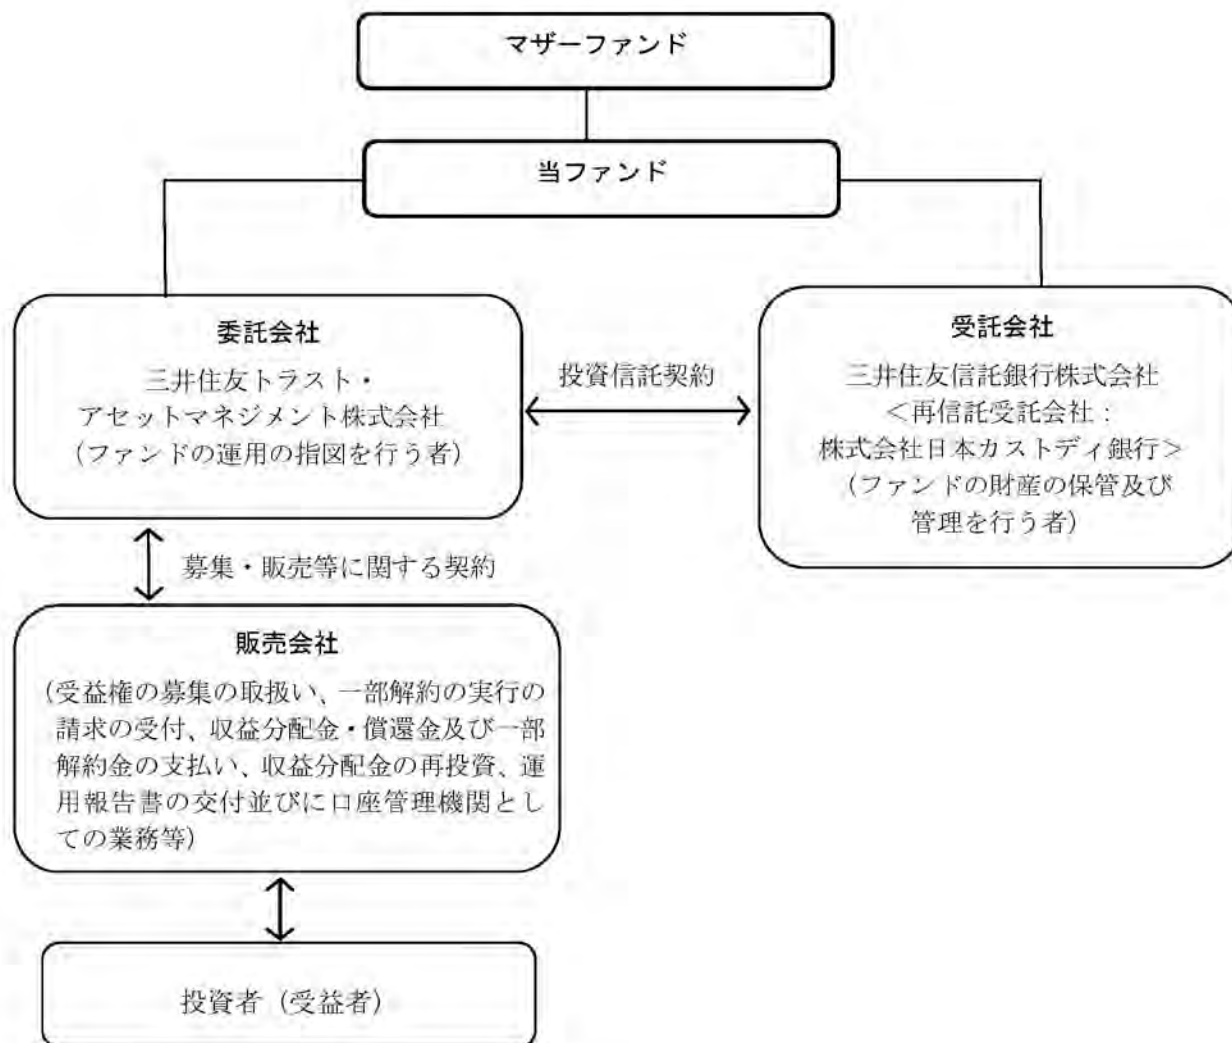 マザーファンド
当ファンド
委託会社
三井住友トラスト・
アセットマネジメント株式会社
（ファンドの運用の指図を行う者）
投資信託契約
受託会社
三井住友信託銀行株式会社
＜再信託受託会社：
株式会社日本カストディ銀行＞
（ファンドの財産の保管及び
管理を行う者）
募集・販売等に関する契約
販売会社
（受益権の募集の取扱い、一部解約の実行の
請求の受付、収益分配金・償還金及び一部
解約金の支払い、収益分配金の再投資、運
用報告書の交付並びに口座管理機関とし
ての業務等）
投資者（受益者）